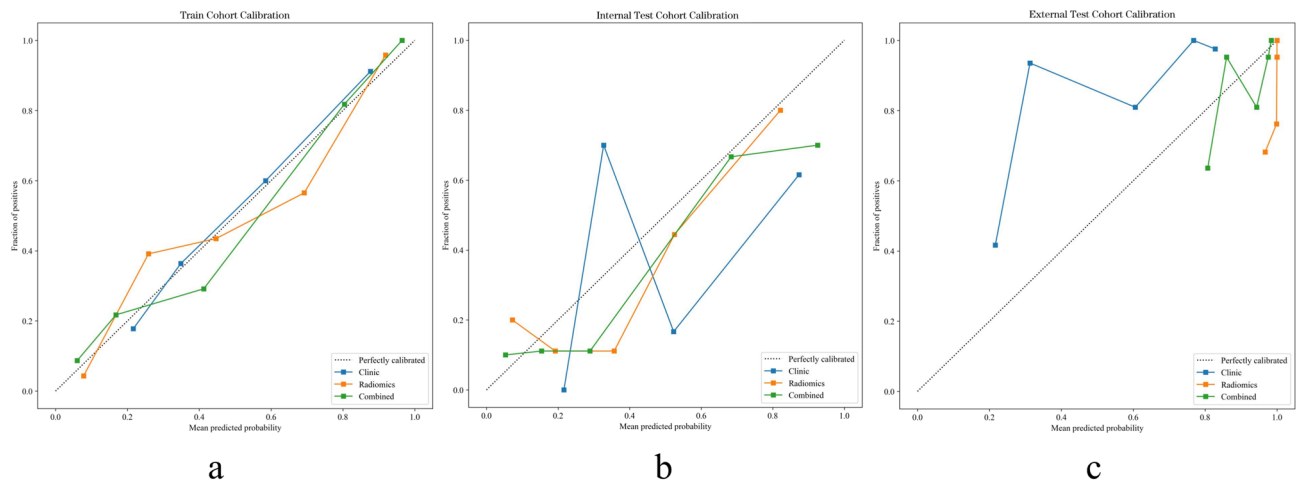 Train Cohort Calibration
1.0
0.8
0.6
0.4
0.2
0.0
Fraction of positives
0.0 0.2 0.4 0.6 0.8 1.0
Mean predicted probability
Perfectly calibrated
Clinic
Radiomics
Combined
a
Internal Test Cohort Calibration
1.0
0.8
0.6
0.4
0.2
0.0
Fraction of positives
0.0 0.2 0.4 0.6 0.8 1.0
Mean predicted probability
Perfectly calibrated
Clinic
Radiomics
Combined
b
External Test Cohort Calibration
1.0
0.8
0.6
0.4
0.2
0.0
Fraction of positives
0.0 0.2 0.4 0.6 0.8 1.0
Mean predicted probability
Perfectly calibrated
Clinic
Radiomics
Combined
c